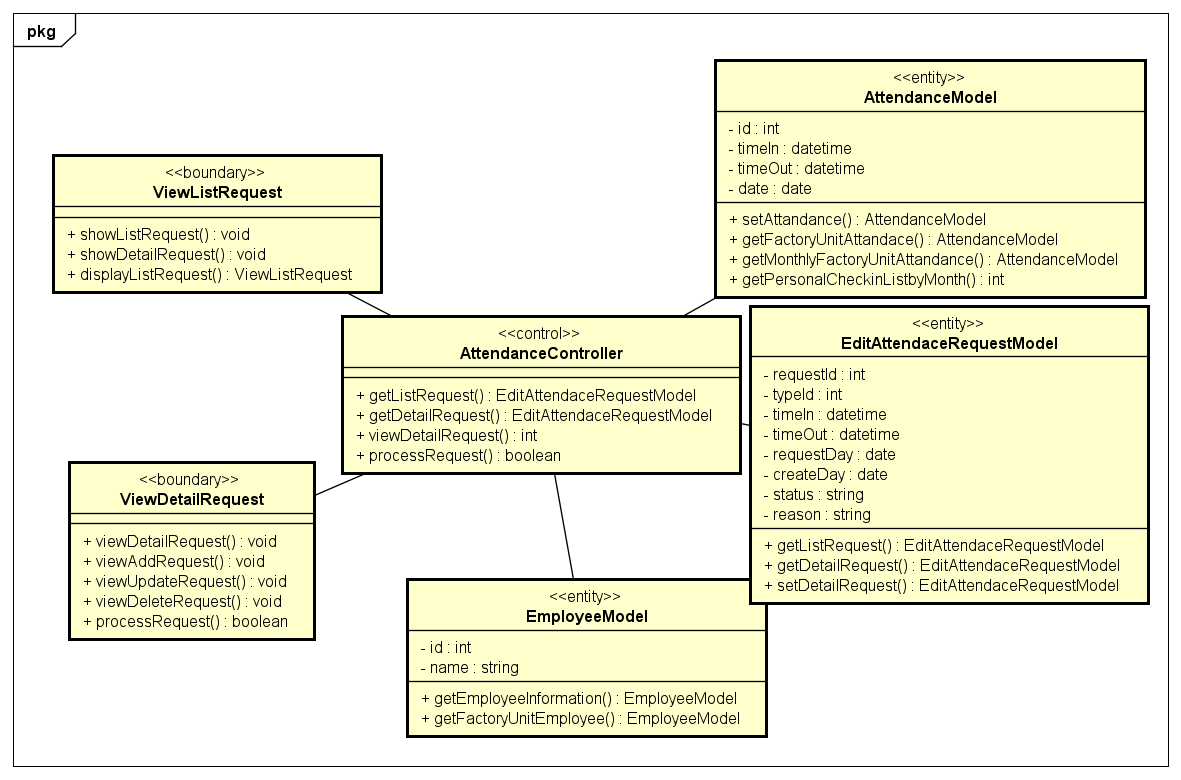 pkg
<<entity>>
AttendanceModel
- id : int
- timeIn : datetime
- timeOut : datetime
- date : date
+ setAttandance() : AttendanceModel
+ getFactoryUnitAttandace() : AttendanceModel
+ getMonthlyFactoryUnitAttandance() : AttendanceModel
+ getPersonalCheckinListbyMonth() : int
<<boundary>>
ViewListRequest
+ showListRequest() : void
+ showDetailRequest() : void
+ displayListRequest() : ViewListRequest
<<control>>
AttendanceController
+ getListRequest() : EditAttendaceRequestModel
+ getDetailRequest() : EditAttendaceRequestModel
+ viewDetailRequest() : int
+ processRequest() : boolean
<<entity>>
EditAttendaceRequestModel
- requestId : int
- typeId : int
- timeIn : datetime
- timeOut : datetime
- requestDay : date
- createDay : date
- status : string
- reason : string
+ getListRequest() : EditAttendaceRequestModel
+ getDetailRequest() : EditAttendaceRequestModel
+ setDetailRequest() : EditAttendaceRequestModel
<<boundary>>
ViewDetailRequest
+ viewDetailRequest() : void
+ viewAddRequest() : void
+ viewUpdateRequest() : void
+ viewDeleteRequest() : void
+ processRequest() : boolean
<<entity>>
EmployeeModel
- id : int
- name : string
+ getEmployeeInformation() : EmployeeModel
+ getFactoryUnitEmployee() : EmployeeModel